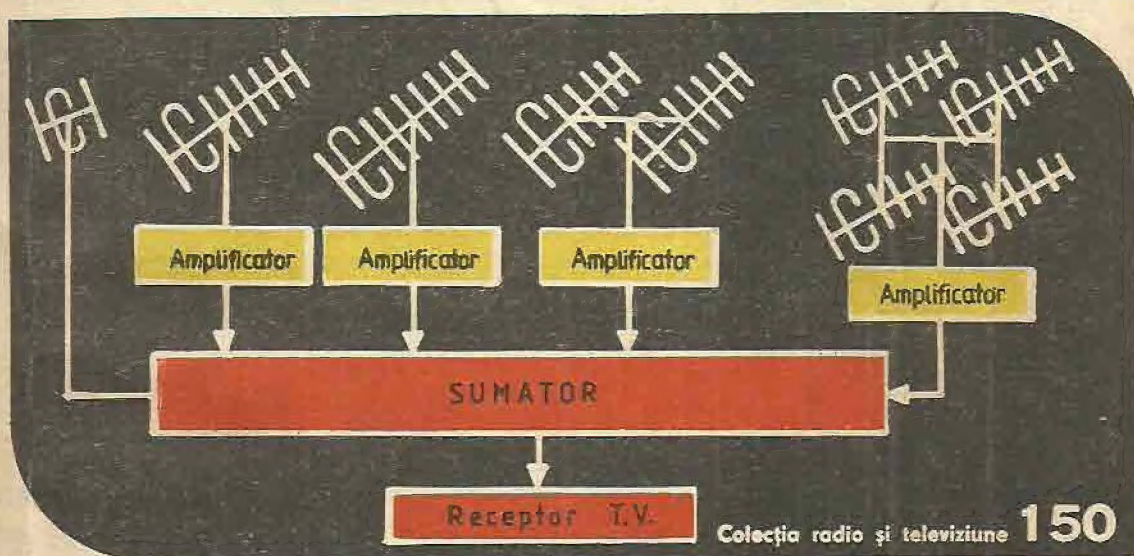 Amplificator
Amplificator
Amplificator
Amplificator
SUMATOR
Receptor T.V.
Colecția radio și televiziune 150